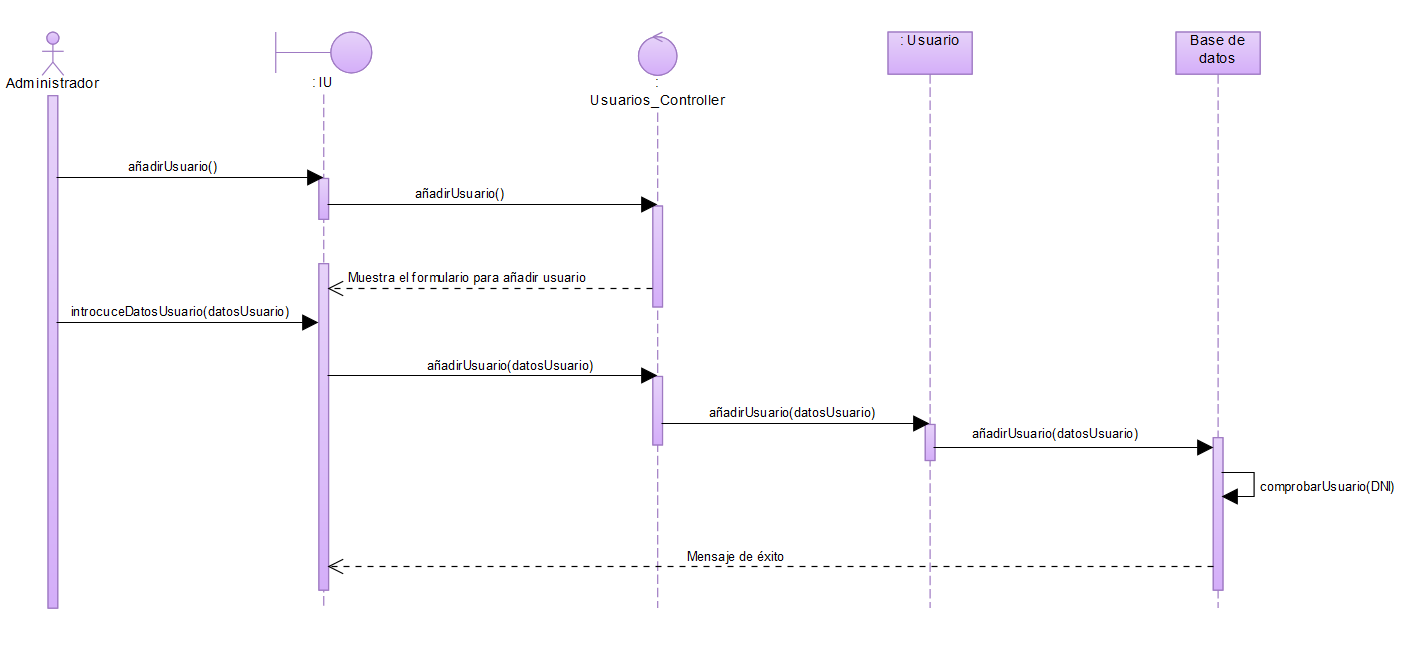 Administrador
: IU
:
Usuarios_Controller
: Usuario
Base de
datos
añadirUsuario()
añadirUsuario()
Muestra el formulario para añadir usuario
introcuceDatosUsuario(datosUsuario)
añadirUsuario(datosUsuario)
añadirUsuario(datosUsuario)
añadirUsuario(datosUsuario)
comprobarUsuario(DNI)
Mensaje de éxito